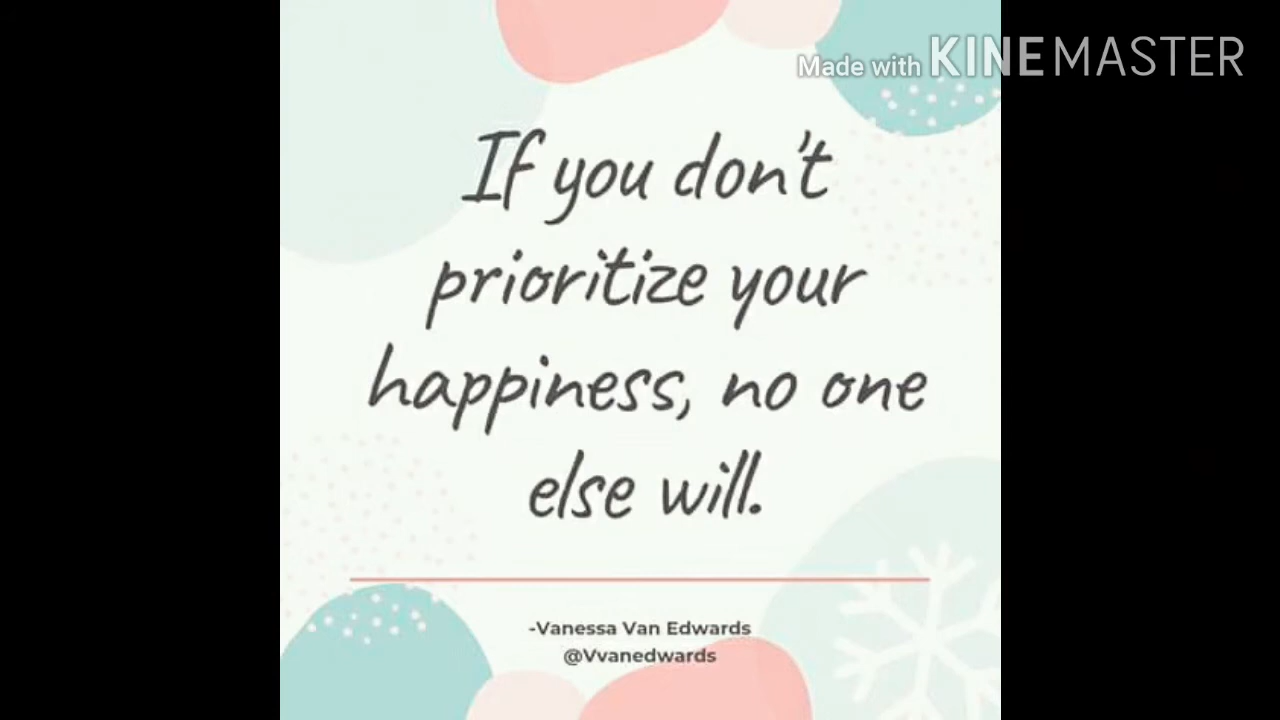 Made with KINEMASTER
If you don't
prioritize your
happiness, no one
else will.
-Vanessa Van Edwards
@Vvanedwards